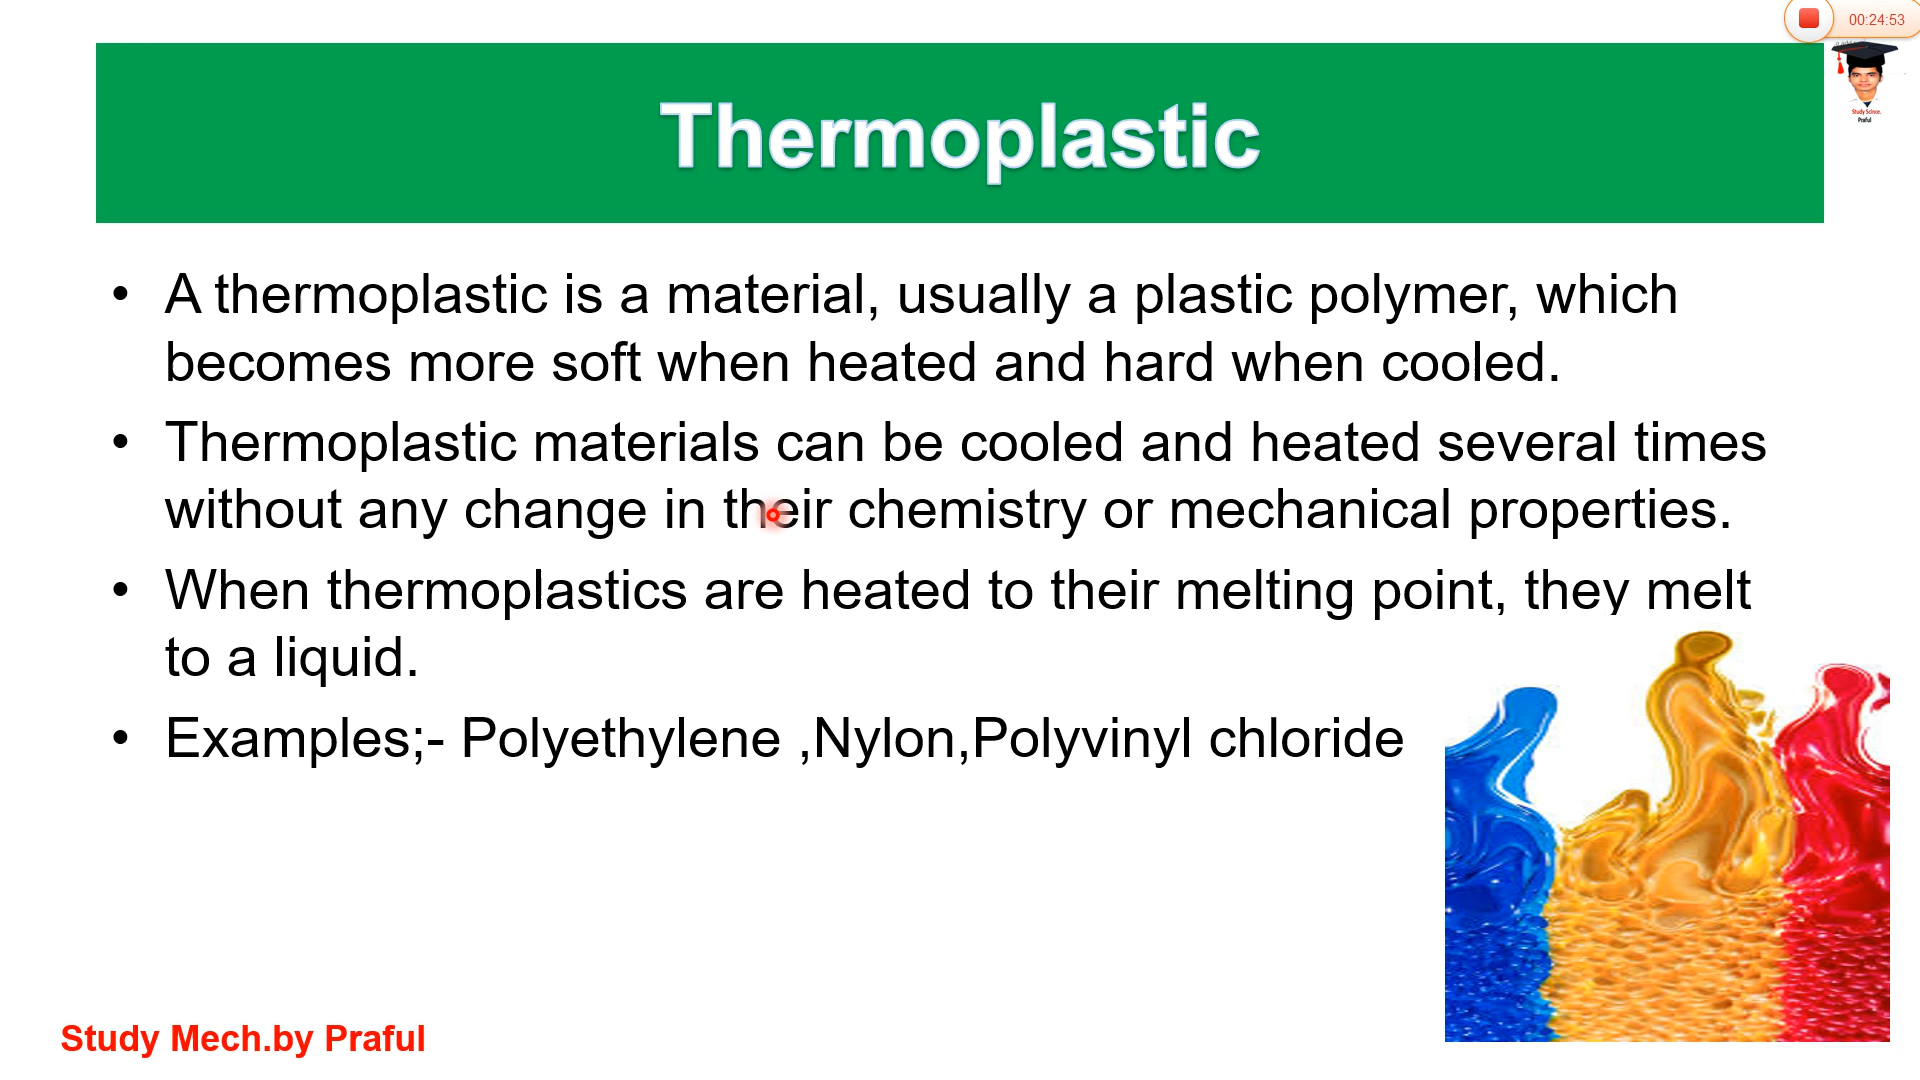 00:24:53
Thermoplastic
Study Science.
Praful
• A thermoplastic is a material, usually a plastic polymer, which
becomes more soft when heated and hard when cooled.
• Thermoplastic materials can be cooled and heated several times
without any change in their chemistry or mechanical properties.
• When thermoplastics are heated to their melting point, they melt
to a liquid.
• Examples;- Polyethylene ,Nylon,Polyvinyl chloride
Study Mech.by Praful